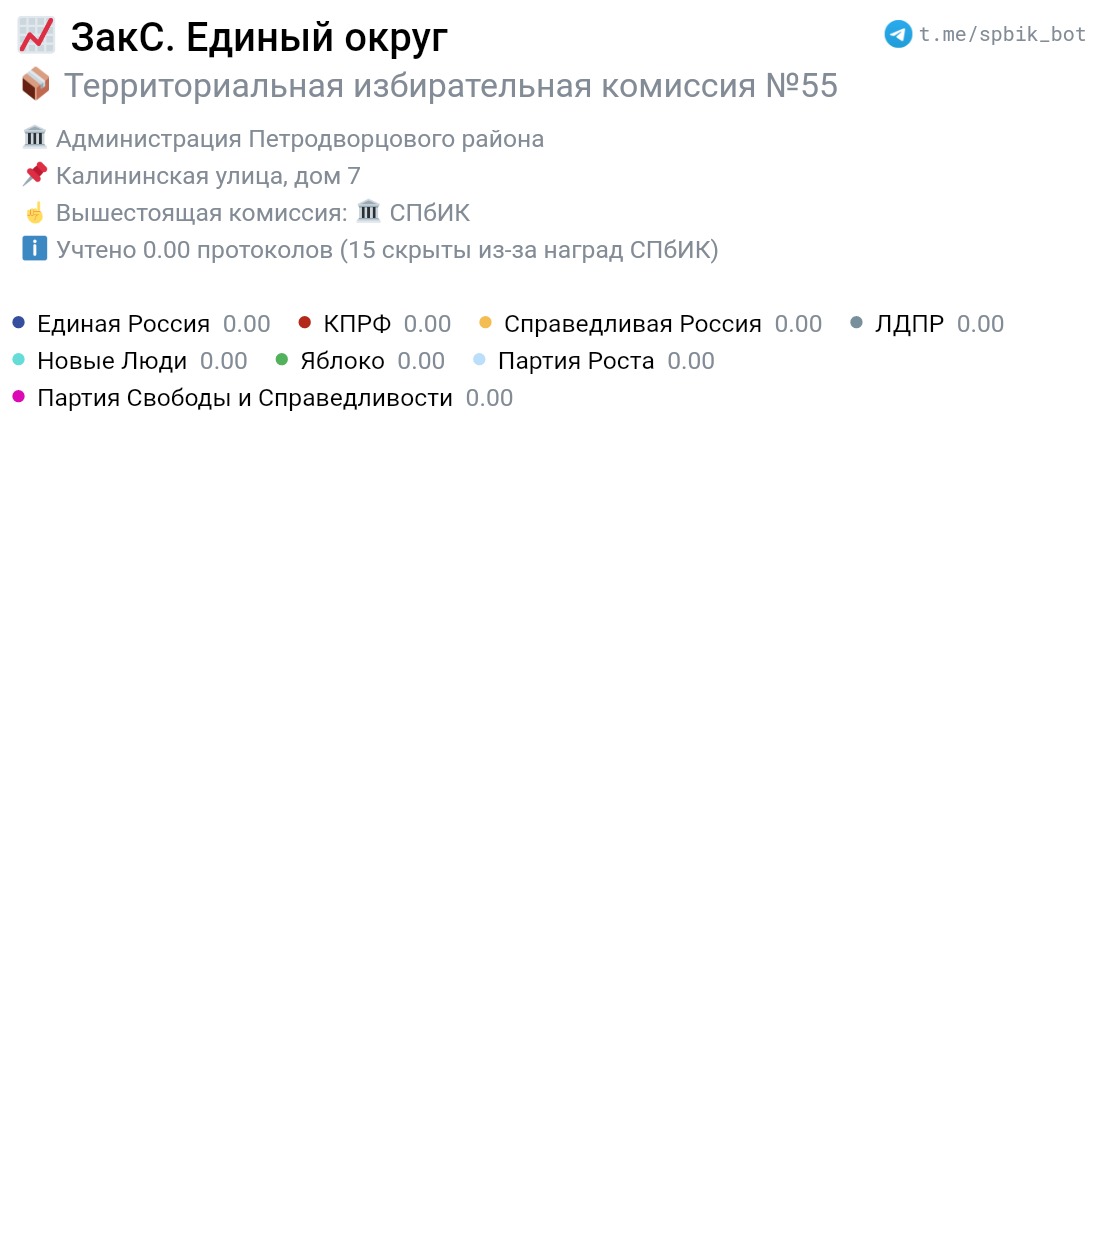 ЗакС. Единый округ
t.me/spbik_bot
Территориальная избирательная комиссия №55
Администрация Петродворцового района
Калининская улица, дом 7
Вышестоящая комиссия: СПбИК
Учтено 0.00 протоколов (15 скрыты из-за наград СПбИК)
Единая Россия 0.00 КПРФ 0.00 Справедливая Россия 0.00 ЛДПР 0.00
Новые Люди 0.00 Яблоко 0.00 Партия Роста 0.00
Партия Свободы и Справедливости 0.00